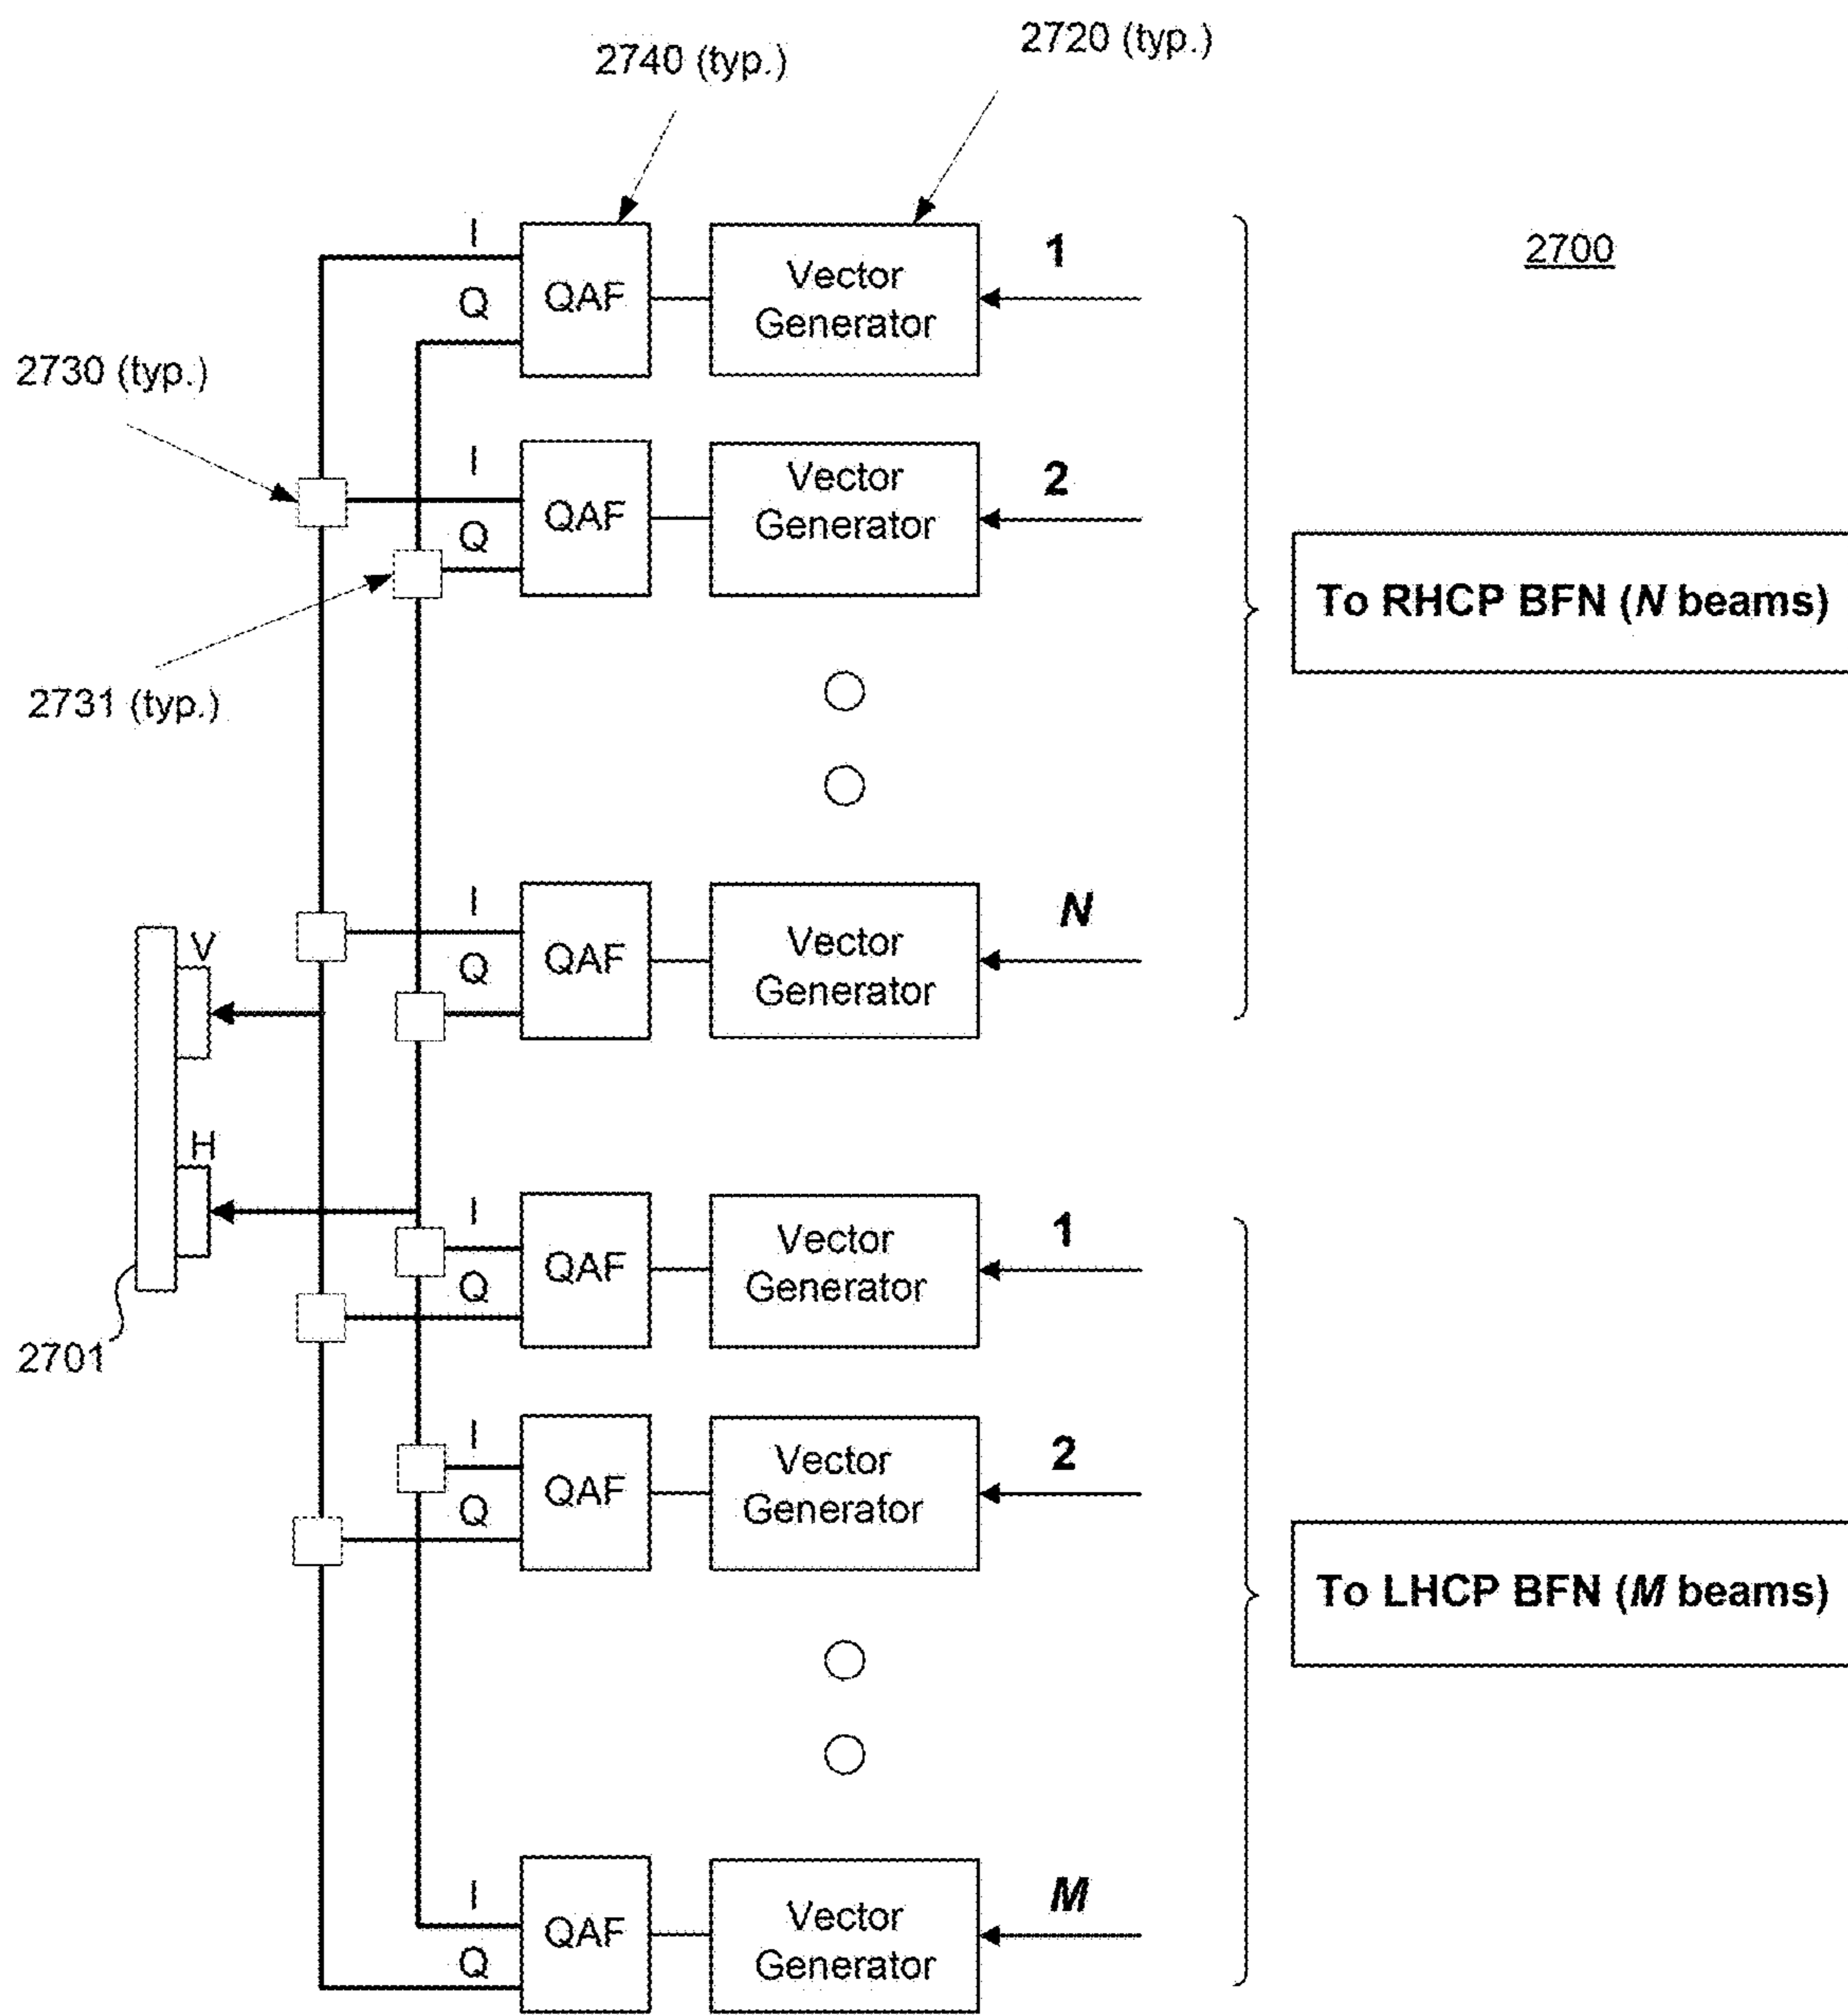 2740 (typ.)
2720 (typ.)
2700
I
Q
QAF
Vector
Generator
1
2730 (typ.)
I
Q
QAF
Vector
Generator
2
To RHCP BFN (N beams)
2731 (typ.)
I
Q
QAF
Vector
Generator
N
V
H
I
Q
QAF
Vector
Generator
1
2701
I
Q
QAF
Vector
Generator
2
To LHCP BFN (M beams)
I
Q
QAF
Vector
Generator
M